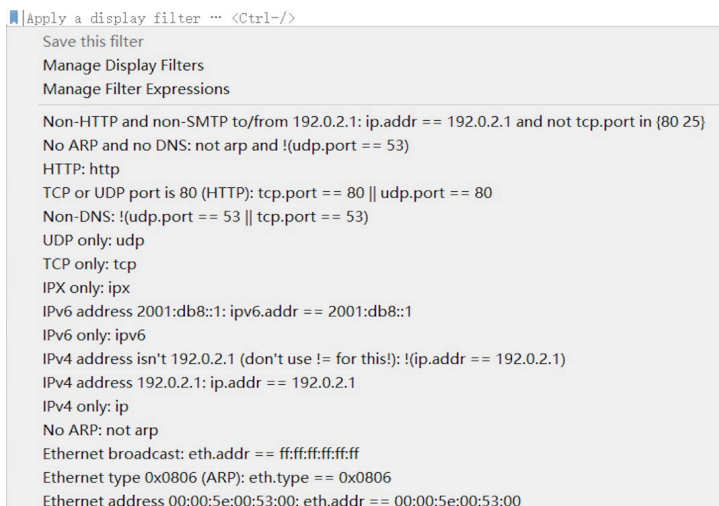 Apply a display filter … <Ctrl-/>
Save this filter
Manage Display Filters
Manage Filter Expressions
Non-HTTP and non-SMTP to/from 192.0.2.1: ip.addr == 192.0.2.1 and not tcp.port in {80 25}
No ARP and no DNS: not arp and !(udp.port == 53)
HTTP: http
TCP or UDP port is 80 (HTTP): tcp.port == 80 || udp.port == 80
Non-DNS: !(udp.port == 53 || tcp.port == 53)
UDP only: udp
TCP only: tcp
IPX only: ipx
IPv6 address 2001:db8::1: ipv6.addr == 2001:db8::1
IPv6 only: ipv6
IPv4 address isn't 192.0.2.1 (don't use != for this!): !(ip.addr == 192.0.2.1)
IPv4 address 192.0.2.1: ip.addr == 192.0.2.1
IPv4 only: ip
No ARP: not arp
Ethernet broadcast: eth.addr == ff:ff:ff:ff:ff:ff
Ethernet type 0x0806 (ARP): eth.type == 0x0806
Ethernet address 00:00:5e:00:53:00: eth.addr == 00:00:5e:00:53:00